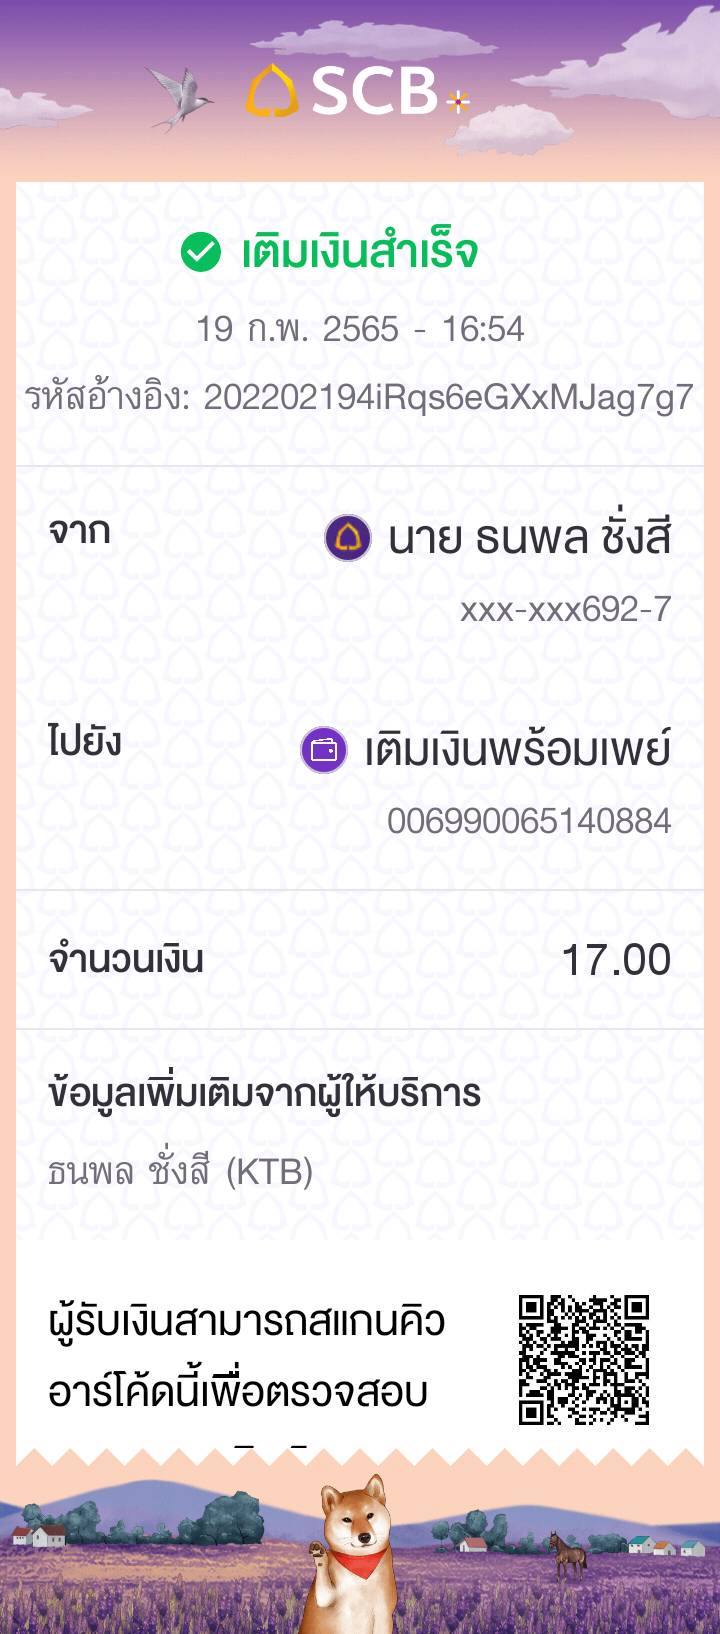 SCB
เติมเงินสำเร็จ
19 ก.พ. 2565 - 16:54
รหัสอ้างอิง: 202202194iRqs6eGXxMJag7g7
จาก
นาย ธนพล ชั่งสี
xxx-xxx692-7
ไปยัง
เติมเงินพร้อมเพย์
006990065140884
จำนวนเงิน 17.00
ข้อมูลเพิ่มเติมจากผู้ให้บริการ
ธนพล ชั่งสี (KTB)
ผู้รับเงินสามารถสแกนคิว
อาร์โค้ดนี้เพื่อตรวจสอบ